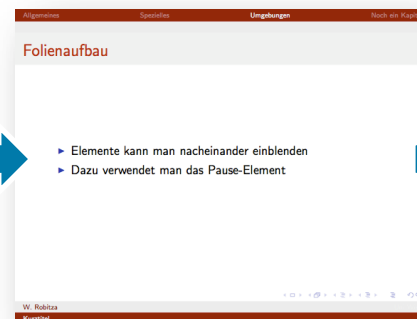 Allgemeines Spezielles Umgebungen Noch ein Kapit
Folienaufbau
Elemente kann man nacheinander einblenden
Dazu verwendet man das Pause-Element
W. Robitza
Kurztitel